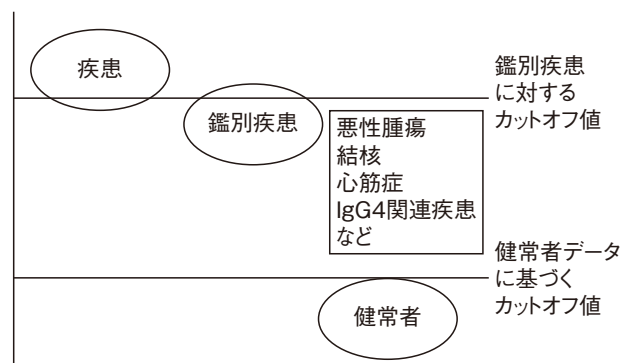 疾患
鑑別疾患
に対する
カットオフ値
鑑別疾患
悪性腫瘍
結核
心筋症
IgG4関連疾患
など
健常者データ
に基づく
カットオフ値
健常者